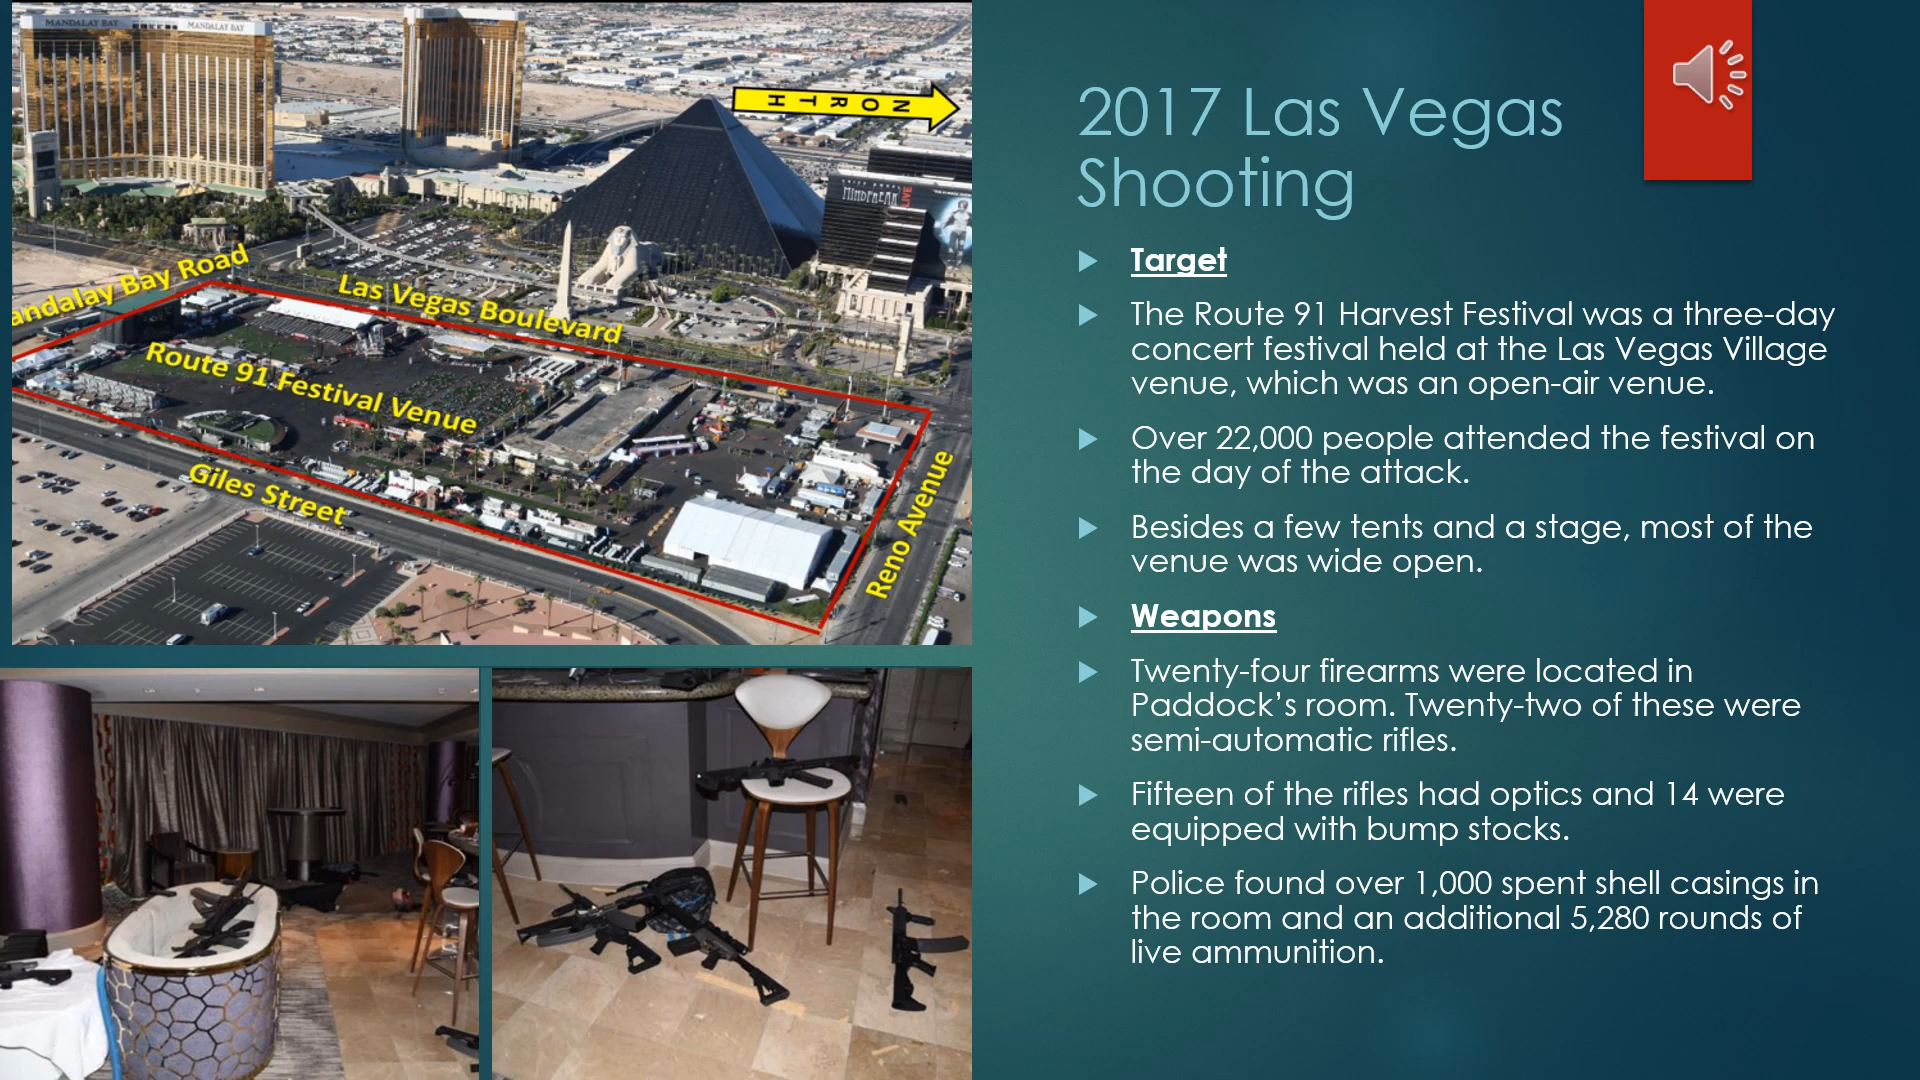 MANDALAY BAY
MANDALAY BAY
NORTH
MINDFREAK LIVE
andalay Bay Road
Las Vegas Boulevard
Route 91 Festival Venue
Giles Street
Reno Avenue
2017 Las Vegas
Shooting
Target
The Route 91 Harvest Festival was a three-day
concert festival held at the Las Vegas Village
venue, which was an open-air venue.
Over 22,000 people attended the festival on
the day of the attack.
Besides a few tents and a stage, most of the
venue was wide open.
Weapons
Twenty-four firearms were located in
Paddock’s room. Twenty-two of these were
semi-automatic rifles.
Fifteen of the rifles had optics and 14 were
equipped with bump stocks.
Police found over 1,000 spent shell casings in
the room and an additional 5,280 rounds of
live ammunition.